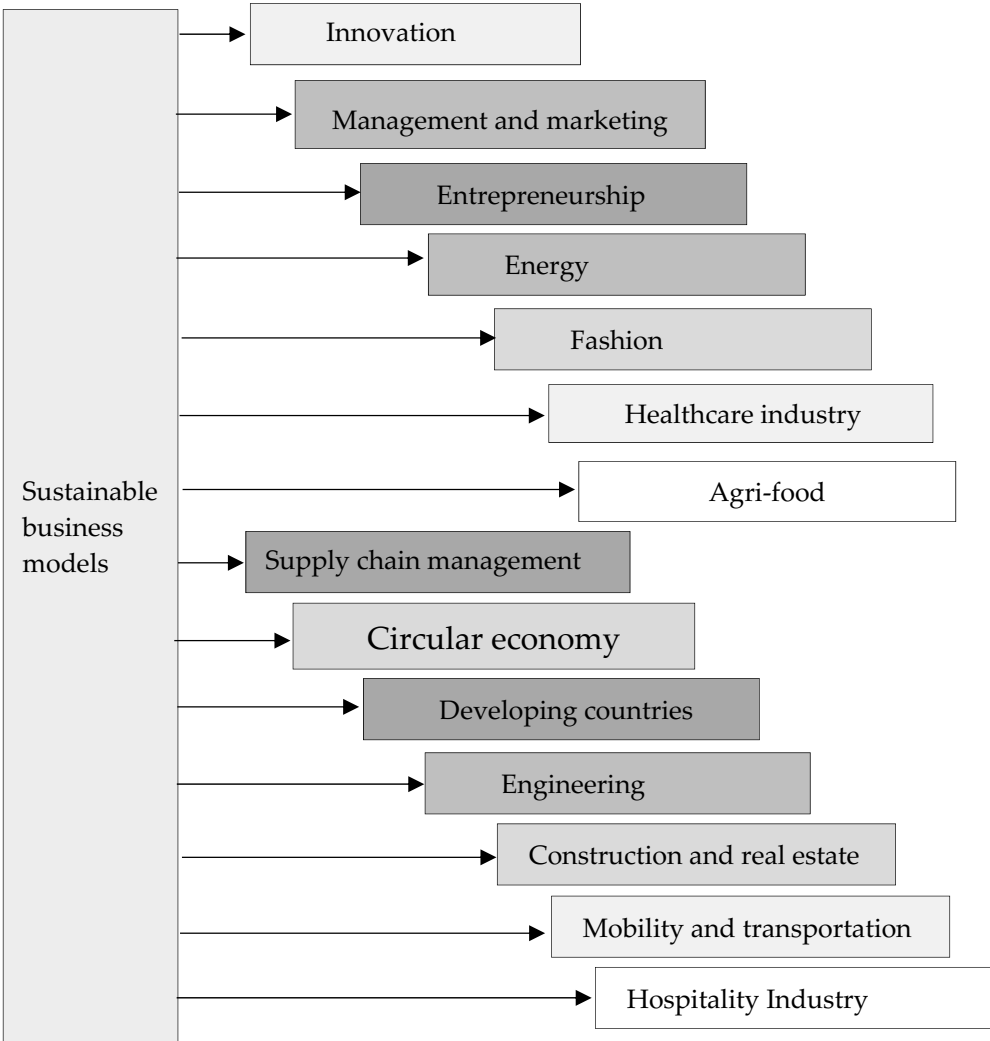 Innovation
Management and marketing
Entrepreneurship
Energy
Fashion
Healthcare industry
Agri-food
Sustainable
business
models
Supply chain management
Circular economy
Developing countries
Engineering
Construction and real estate
Mobility and transportation
Hospitality Industry